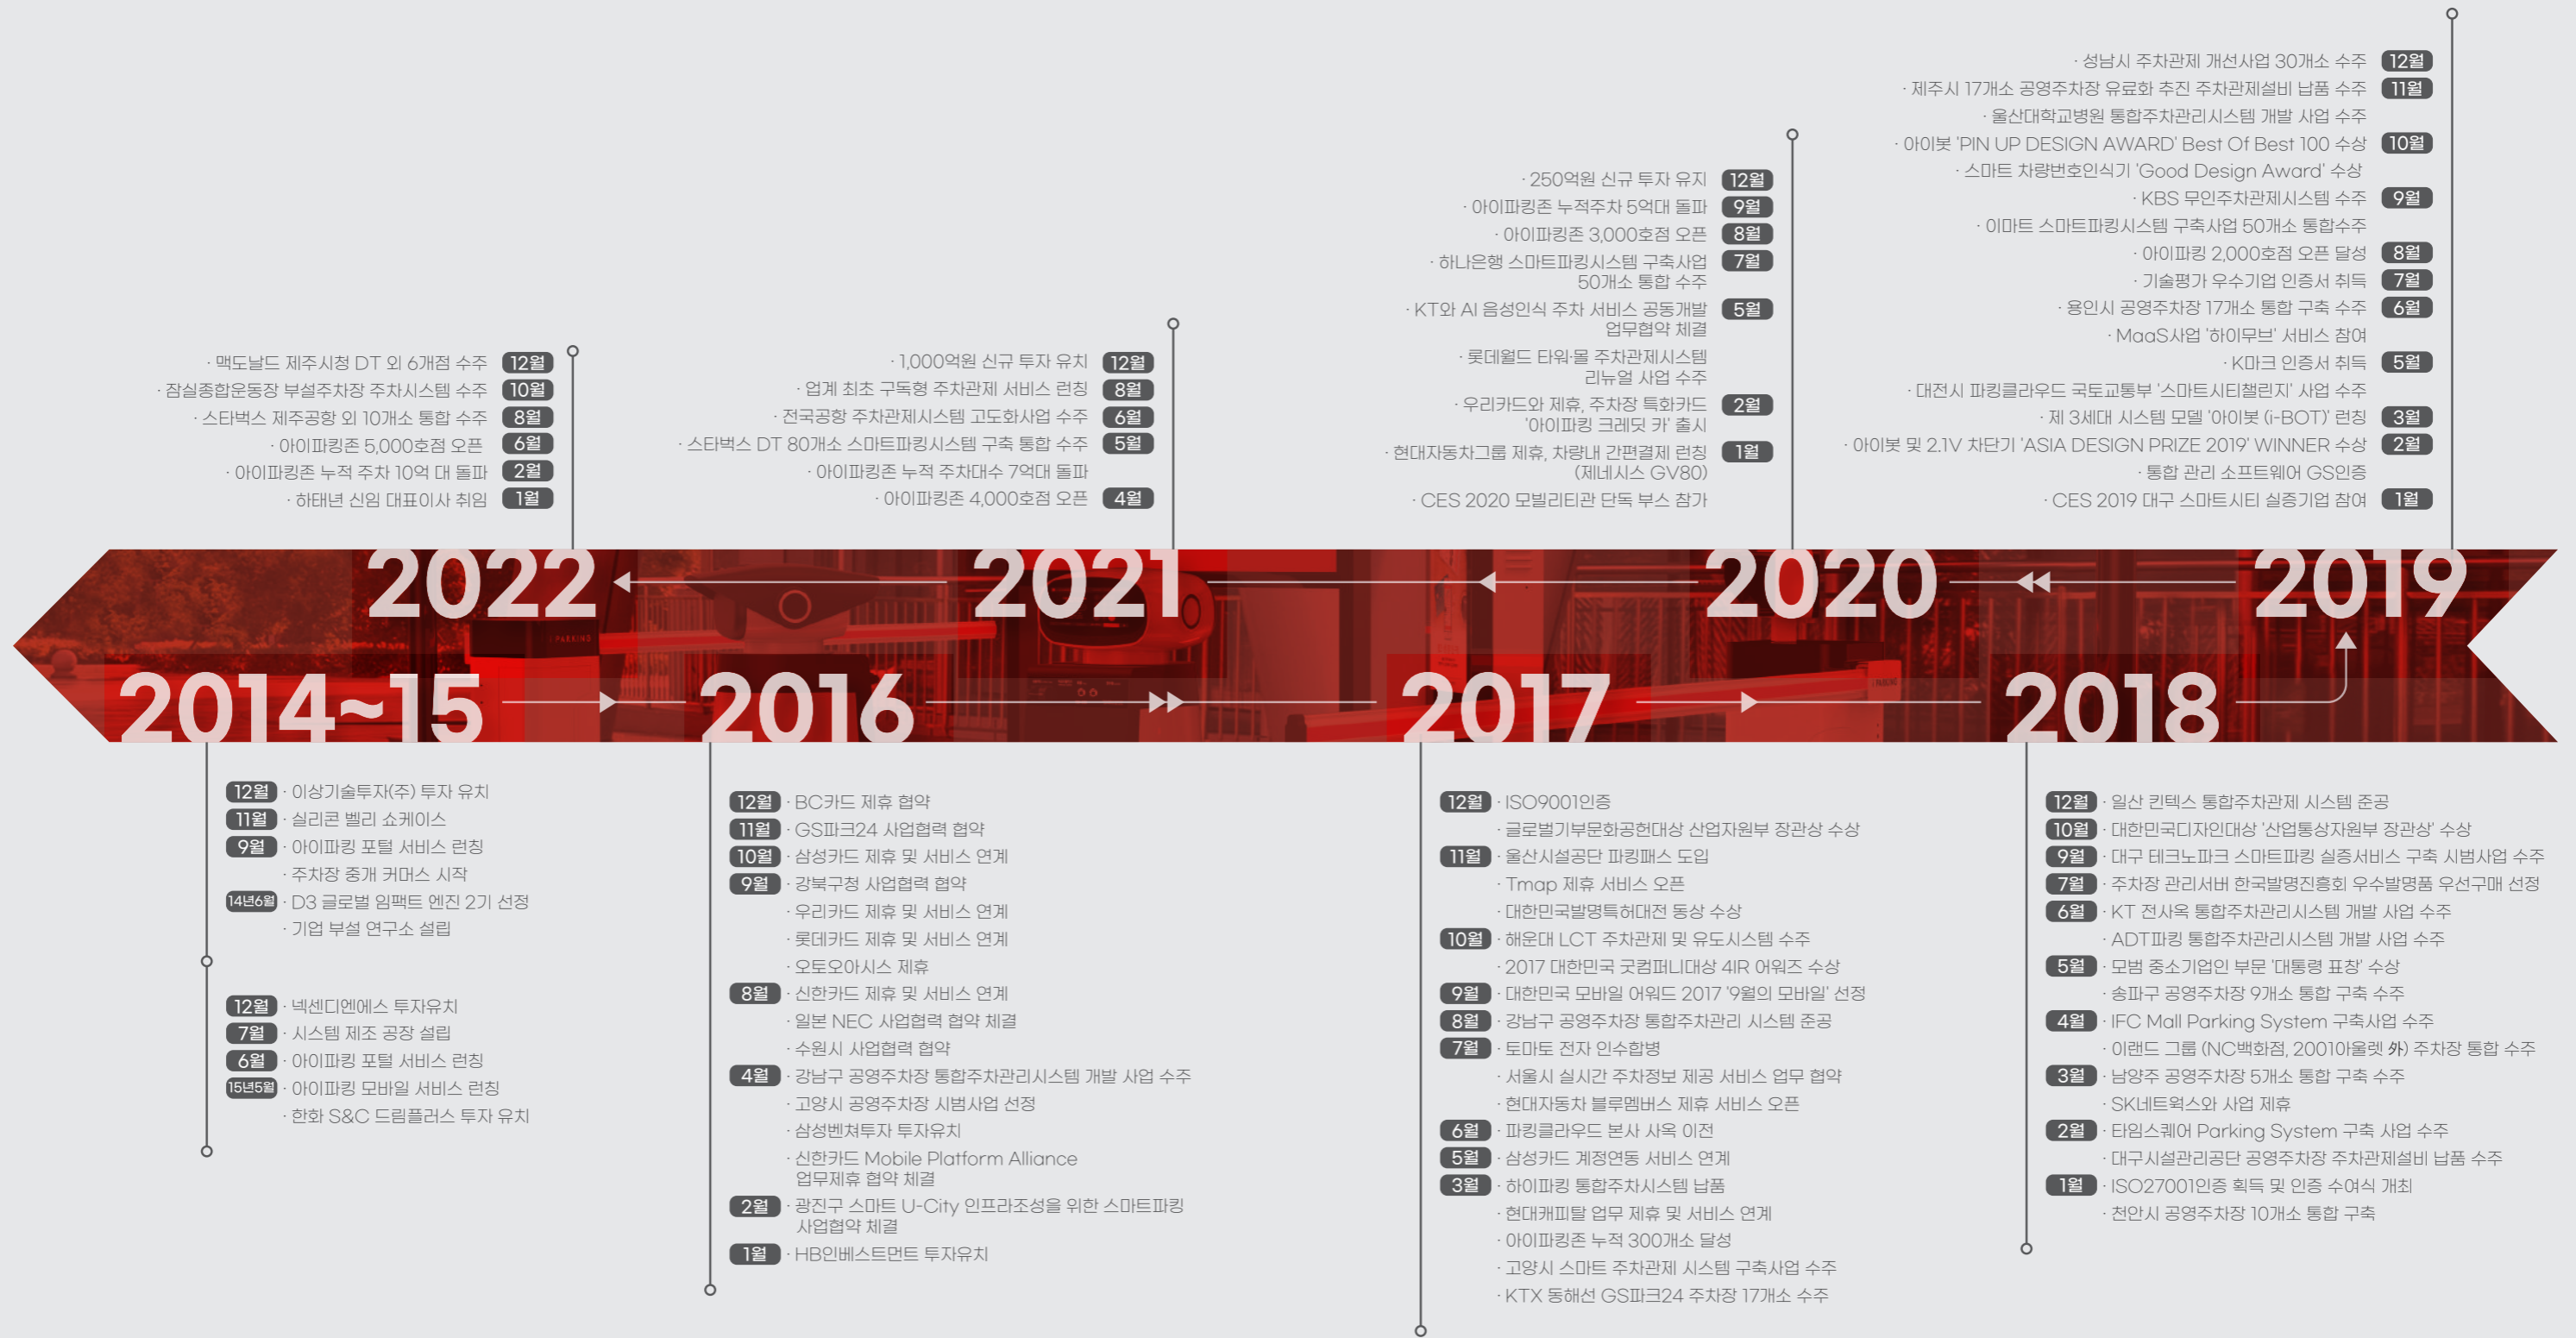 · 맥도날드 제주시청 DT 외 6개점 수주 12월
· 잠실종합운동장 부설주차장 주차시스템 수주 10월
· 스타벅스 제주공항 외 10개소 통합 수주 8월
· 아이파킹존 5,000호점 오픈 6월
· 아이파킹존 누적 주차 10억 대 돌파 2월
· 하태년 신임 대표이사 취임 1월
· 1,000억원 신규 투자 유치 12월
· 업계 최초 구독형 주차관제 서비스 런칭 8월
· 전국공항 주차관제시스템 고도화사업 수주 6월
· 스타벅스 DT 80개소 스마트파킹시스템 구축 통합 수주 5월
· 아이파킹존 누적 주차대수 7억대 돌파
· 아이파킹존 4,000호점 오픈 4월
· 250억원 신규 투자 유지 12월
· 아이파킹존 누적주차 5억대 돌파 9월
· 아이파킹존 3,000호점 오픈 8월
· 하나은행 스마트파킹시스템 구축사업 7월
50개소 통합 수주
· KT와 AI 음성인식 주차 서비스 공동개발 5월
업무협약 체결
· 롯데월드 타워·몰 주차관제시스템
리뉴얼 사업 수주
· 우리카드와 제휴, 주차장 특화카드 2월
'아이파킹 크레딧 카' 출시
· 현대자동차그룹 제휴, 차량내 간편결제 런칭 1월
(제네시스 GV80)
· CES 2020 모빌리티관 단독 부스 참가
· 성남시 주차관제 개선사업 30개소 수주 12월
· 제주시 17개소 공영주차장 유료화 추진 주차관제설비 납품 수주 11월
· 울산대학교병원 통합주차관리시스템 개발 사업 수주
· 아이봇 'PIN UP DESIGN AWARD' Best Of Best 100 수상 10월
· 스마트 차량번호인식기 'Good Design Award' 수상
· KBS 무인주차관제시스템 수주 9월
· 이마트 스마트파킹시스템 구축사업 50개소 통합수주
· 아이파킹 2,000호점 오픈 달성 8월
· 기술평가 우수기업 인증서 취득 7월
· 용인시 공영주차장 17개소 통합 구축 수주 6월
· MaaS사업 '하이무브' 서비스 참여
· K마크 인증서 취득 5월
· 대전시 파킹클라우드 국토교통부 '스마트시티챌린지' 사업 수주
· 제 3세대 시스템 모델 '아이봇 (i-BOT)' 런칭 3월
· 아이봇 및 2.1V 차단기 'ASIA DESIGN PRIZE 2019' WINNER 수상 2월
· 통합 관리 소프트웨어 GS인증
· CES 2019 대구 스마트시티 실증기업 참여 1월
2022 2021 2020 2019
2014~15 2016 2017 2018
12월 · 이상기술투자(주) 투자 유치
11월 · 실리콘 벨리 쇼케이스
9월 · 아이파킹 포털 서비스 런칭
· 주차장 중개 커머스 시작
14년6월 · D3 글로벌 임팩트 엔진 2기 선정
· 기업 부설 연구소 설립
12월 · 넥센디엔에스 투자유치
7월 · 시스템 제조 공장 설립
6월 · 아이파킹 포털 서비스 런칭
15년5월 · 아이파킹 모바일 서비스 런칭
· 한화 S&C 드림플러스 투자 유치
12월 · BC카드 제휴 협약
11월 · GS파크24 사업협력 협약
10월 · 삼성카드 제휴 및 서비스 연계
9월 · 강북구청 사업협력 협약
· 우리카드 제휴 및 서비스 연계
· 롯데카드 제휴 및 서비스 연계
· 오토오아시스 제휴
8월 · 신한카드 제휴 및 서비스 연계
· 일본 NEC 사업협력 협약 체결
· 수원시 사업협력 협약
4월 · 강남구 공영주차장 통합주차관리시스템 개발 사업 수주
· 고양시 공영주차장 시범사업 선정
· 삼성벤쳐투자 투자유치
· 신한카드 Mobile Platform Alliance
업무제휴 협약 체결
2월 · 광진구 스마트 U-City 인프라조성을 위한 스마트파킹
사업협약 체결
1월 · HB인베스트먼트 투자유치
12월 · ISO9001인증
· 글로벌기부문화공헌대상 산업자원부 장관상 수상
11월 · 울산시설공단 파킹패스 도입
· Tmap 제휴 서비스 오픈
· 대한민국발명특허대전 동상 수상
10월 · 해운대 LCT 주차관제 및 유도시스템 수주
· 2017 대한민국 굿컴퍼니대상 4IR 어워즈 수상
9월 · 대한민국 모바일 어워드 2017 '9월의 모바일' 선정
8월 · 강남구 공영주차장 통합주차관리 시스템 준공
7월 · 토마토 전자 인수합병
· 서울시 실시간 주차정보 제공 서비스 업무 협약
· 현대자동차 블루멤버스 제휴 서비스 오픈
6월 · 파킹클라우드 본사 사옥 이전
5월 · 삼성카드 계정연동 서비스 연계
3월 · 하이파킹 통합주차시스템 납품
· 현대캐피탈 업무 제휴 및 서비스 연계
· 아이파킹존 누적 300개소 달성
· 고양시 스마트 주차관제 시스템 구축사업 수주
· KTX 동해선 GS파크24 주차장 17개소 수주
12월 · 일산 킨텍스 통합주차관제 시스템 준공
10월 · 대한민국디자인대상 '산업통상자원부 장관상' 수상
9월 · 대구 테크노파크 스마트파킹 실증서비스 구축 시범사업 수주
7월 · 주차장 관리서버 한국발명진흥회 우수발명품 우선구매 선정
6월 · KT 전사옥 통합주차관리시스템 개발 사업 수주
· ADT파킹 통합주차관리시스템 개발 사업 수주
5월 · 모범 중소기업인 부문 '대통령 표창' 수상
· 송파구 공영주차장 9개소 통합 구축 수주
4월 · IFC Mall Parking System 구축사업 수주
· 이랜드 그룹 (NC백화점, 2001아울렛 外) 주차장 통합 수주
3월 · 남양주 공영주차장 5개소 통합 구축 수주
· SK네트웍스와 사업 제휴
2월 · 타임스퀘어 Parking System 구축 사업 수주
· 대구시설관리공단 공영주차장 주차관제설비 납품 수주
1월 · ISO27001인증 획득 및 인증 수여식 개최
· 천안시 공영주차장 10개소 통합 구축